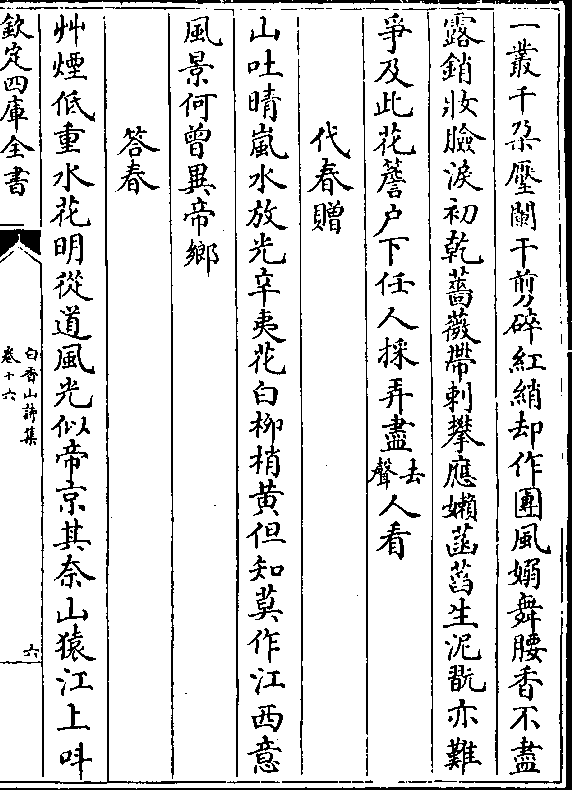 一叢千朵壓闌干剪碎紅綃却作團風嫋舞腰香不盡
露銷妝臉淚初乾薔薇帶刺攀應嬾菡萏生泥翫亦難
爭及此花簷户下任人採弄盡去聲人看
代春贈
山吐晴嵐水放光辛夷花白柳梢黃但知莫作江西意
風景何曾異帝鄉
答春
艸煙低重水花明從道風光似帝京其奈山猿江上叫
欽定四庫全書
白香山詩集
卷十六
六